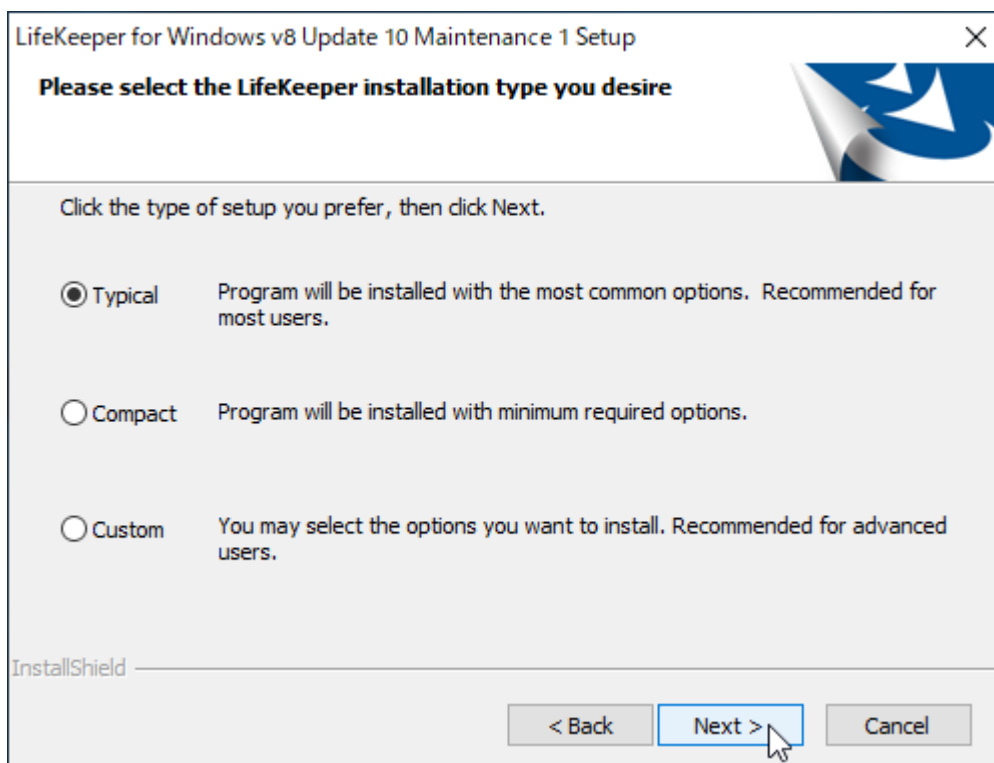 LifeKeeper for Windows v8 Update 10 Maintenance 1 Setup
Please select the LifeKeeper installation type you desire
Click the type of setup you prefer, then click Next.
Typical
Program will be installed with the most common options.  Recommended for
most users.
Compact
Program will be installed with minimum required options.
Custom
You may select the options you want to install. Recommended for advanced
users.
InstallShield
< Back
Next >
Cancel